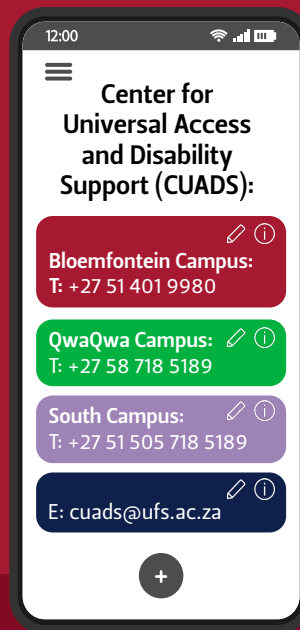 12:00
Center for
Universal Access
and Disability
Support (CUADS):
Bloemfontein Campus:
T: +27 51 401 9980
QwaQwa Campus:
T: +27 58 718 5189
South Campus:
T: +27 51 505 718 5189
E: cuads@ufs.ac.za